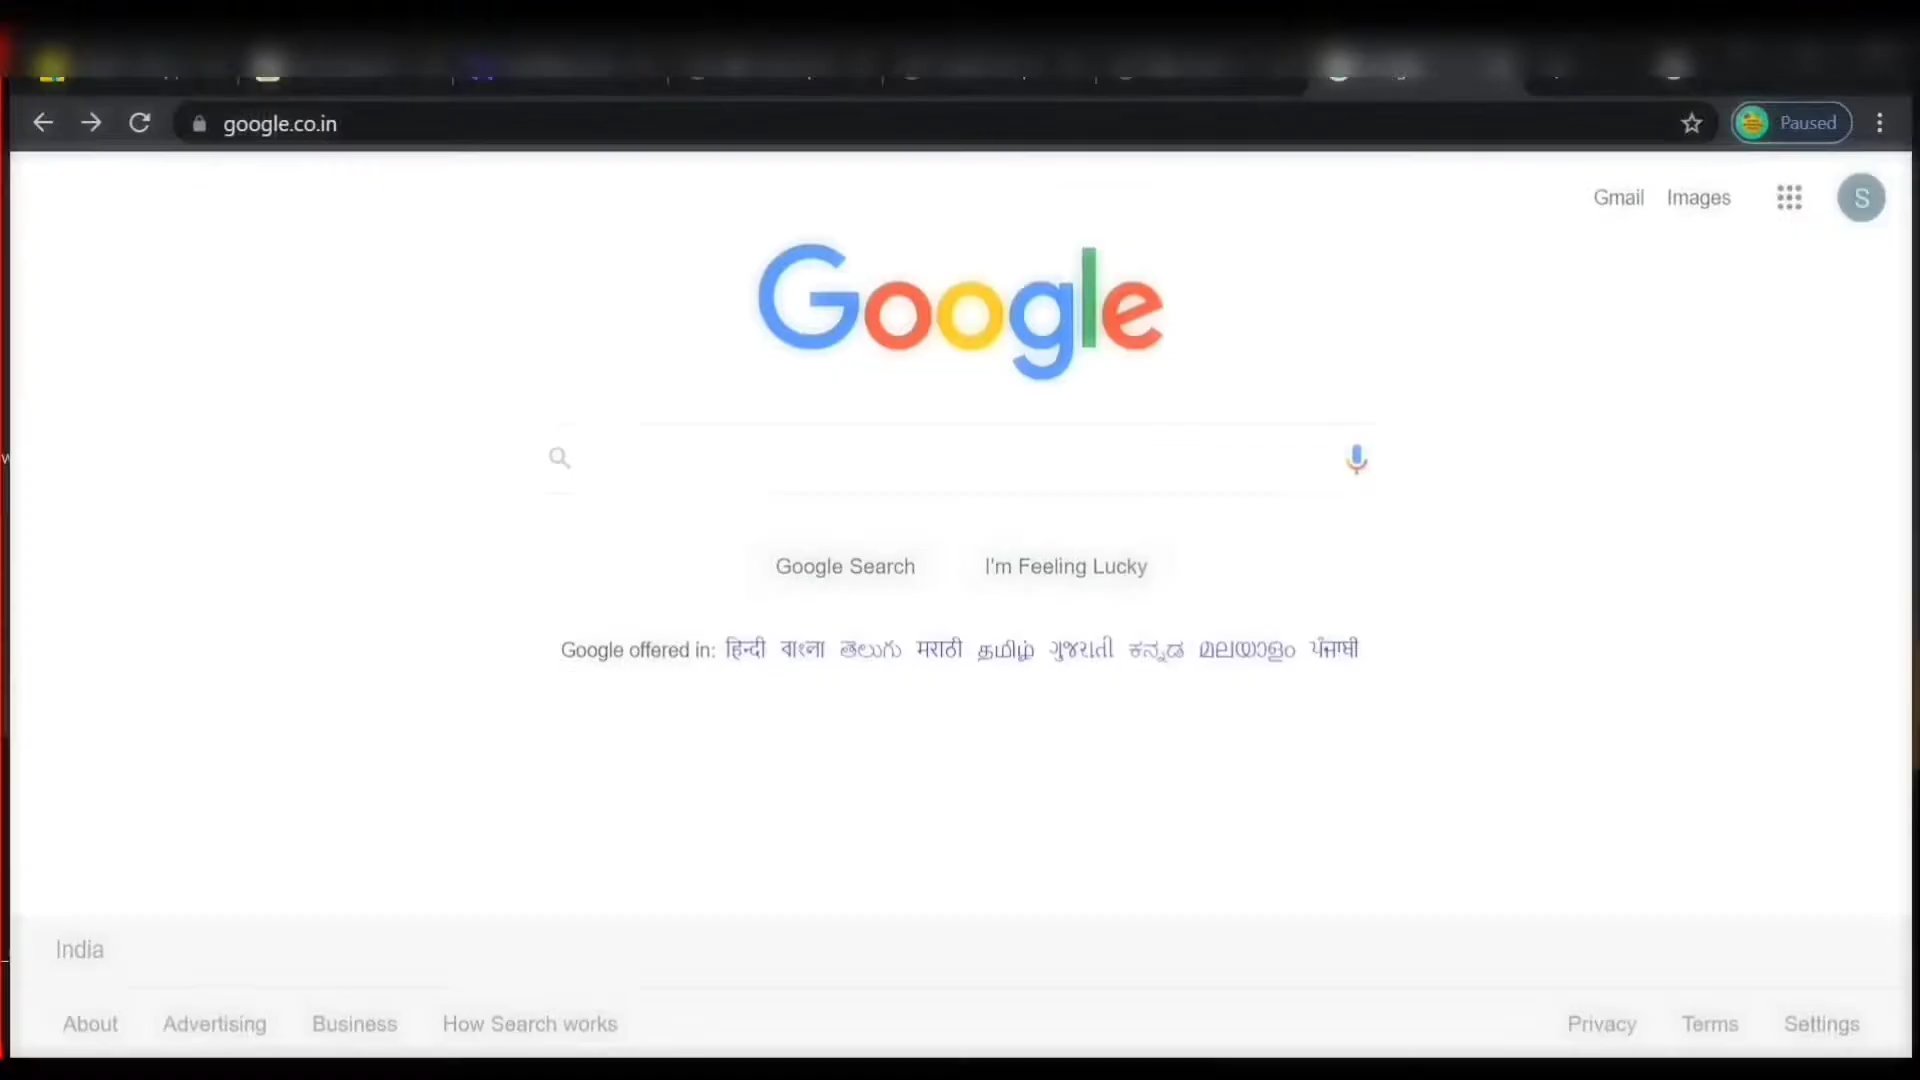 google.co.in
Paused
Gmail Images
S
Google
Google Search I'm Feeling Lucky
Google offered in: हिन्दी বাংলা తెలుగు मराठी தமிழ் ગુજરાતી ಕನ್ನಡ മലയാളം ਪੰਜਾਬੀ
India
About Advertising Business How Search works Privacy Terms Settings